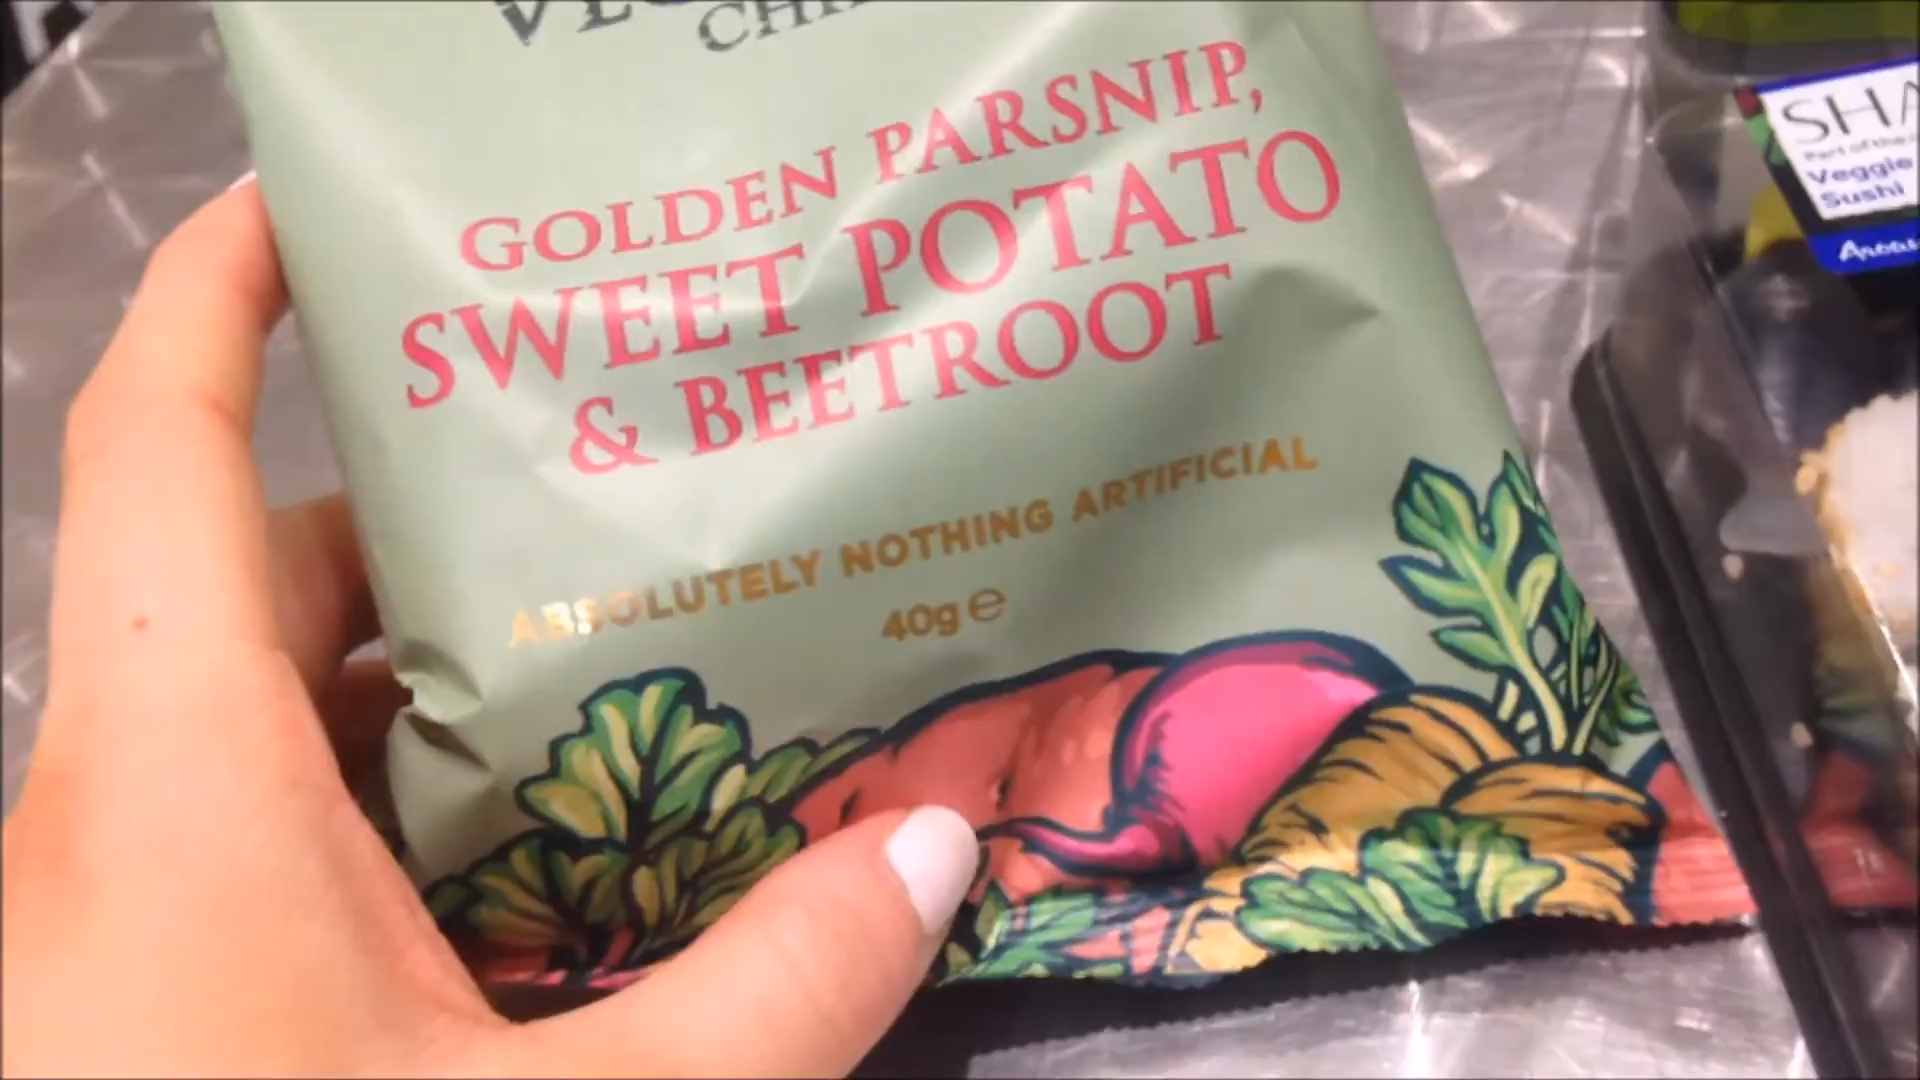 GOLDEN PARSNIP,
SWEET POTATO
& BEETROOT
ABSOLUTELY NOTHING ARTIFICIAL
40g e
Veggie
Sushi